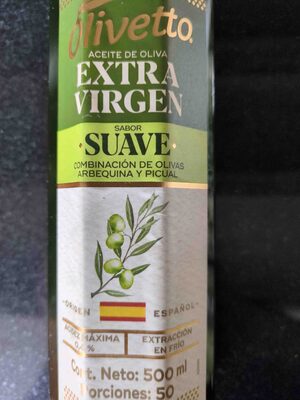 Olivetto
ACEITE DE OLIVA
EXTRA
VIRGEN
SABOR
·SUAVE·
COMBINACIÓN DE OLIVAS
ARBEQUINA Y PICUAL
ORIGEN ESPAÑOL
ACIDEZ MÁXIMA
EXTRACCIÓN
EN FRÍO
Cont. Neto: 500 ml
Porciones: 50